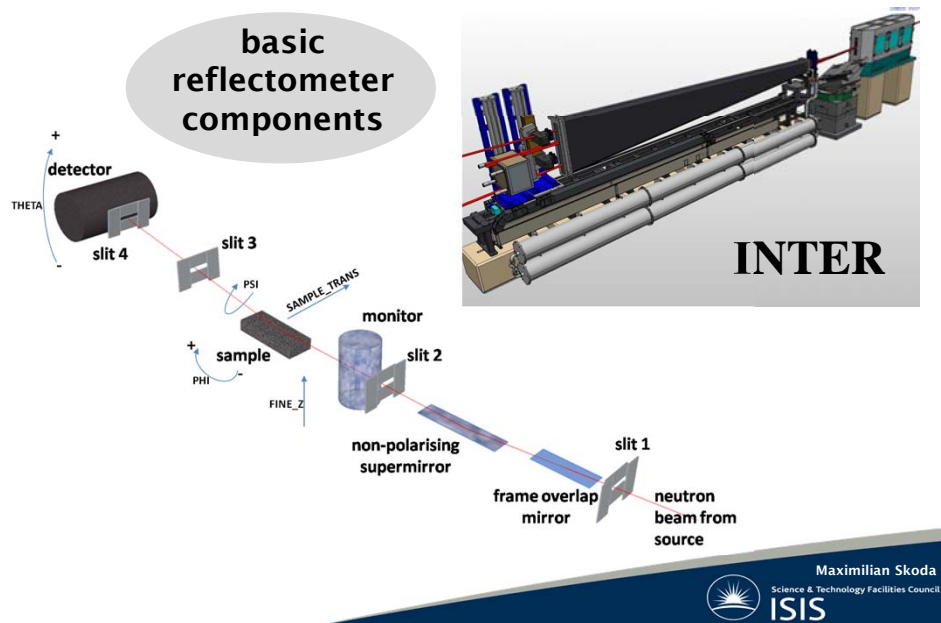 basic
reflectometer
components
INTER
+
detector
THETA
-
slit 4
slit 3
PSI
SAMPLE_TRANS
monitor
slit 2
+
sample
-
PHI
FINE_Z
non-polarising
supermirror
slit 1
frame overlap
mirror
neutron
beam from
source
Maximilian Skoda
Science & Technology Facilities Council
ISIS